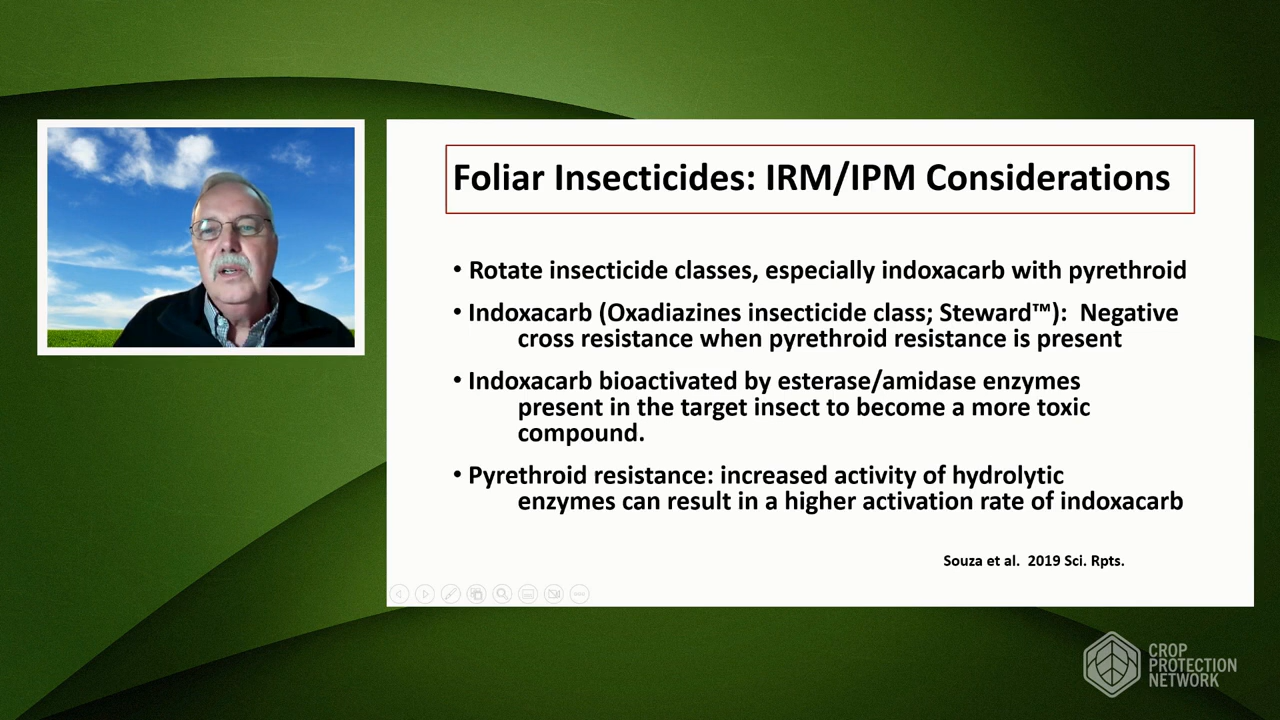 Foliar Insecticides: IRM/IPM Considerations
• Rotate insecticide classes, especially indoxacarb with pyrethroid
• Indoxacarb (Oxadiazines insecticide class; Steward™): Negative
cross resistance when pyrethroid resistance is present
• Indoxacarb bioactivated by esterase/amidase enzymes
present in the target insect to become a more toxic
compound.
• Pyrethroid resistance: increased activity of hydrolytic
enzymes can result in a higher activation rate of indoxacarb
Souza et al. 2019 Sci. Rpts.
CROP
PROTECTION
NETWORK